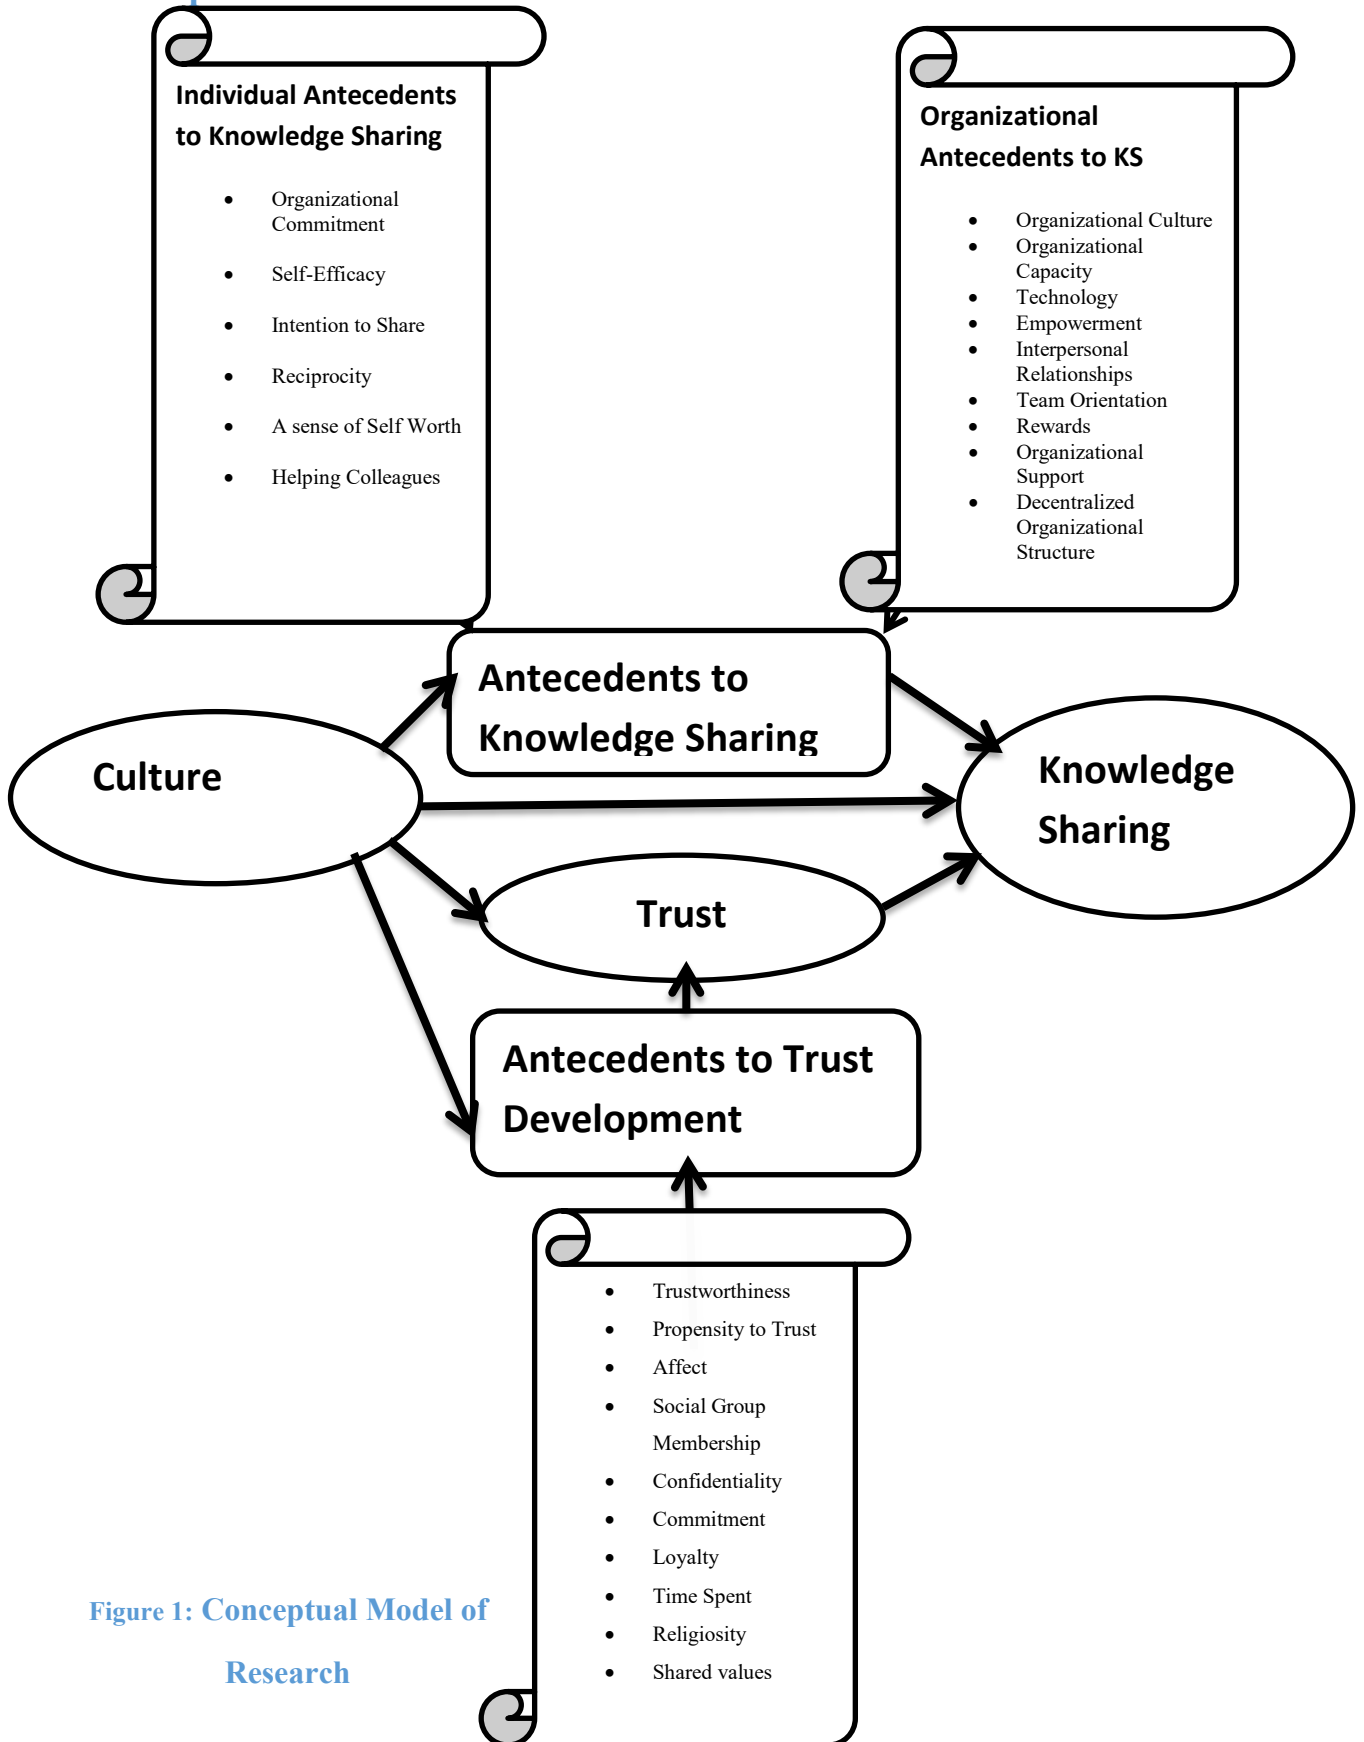 Individual Antecedents
to Knowledge Sharing
• Organizational
Commitment
• Self-Efficacy
• Intention to Share
• Reciprocity
• A sense of Self Worth
• Helping Colleagues
Organizational
Antecedents to KS
• Organizational Culture
• Organizational
Capacity
• Technology
• Empowerment
• Interpersonal
Relationships
• Team Orientation
• Rewards
• Organizational
Support
• Decentralized
Organizational
Structure
Antecedents to
Knowledge Sharing
Culture
Knowledge
Sharing
Trust
Antecedents to Trust
Development
• Trustworthiness
• Propensity to Trust
• Affect
• Social Group
Membership
• Confidentiality
• Commitment
• Loyalty
• Time Spent
• Religiosity
• Shared values
Figure 1: Conceptual Model of
Research